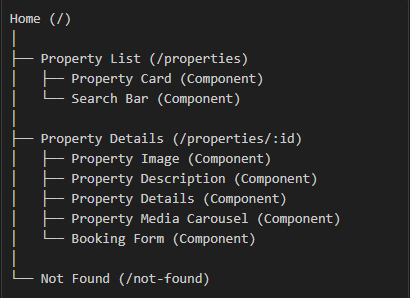 Home (/)
│
├── Property List (/properties)
│   ├── Property Card (Component)
│   └── Search Bar (Component)
│
├── Property Details (/properties/:id)
│   ├── Property Image (Component)
│   ├── Property Description (Component)
│   ├── Property Details (Component)
│   ├── Property Media Carousel (Component)
│   └── Booking Form (Component)
│
└── Not Found (/not-found)